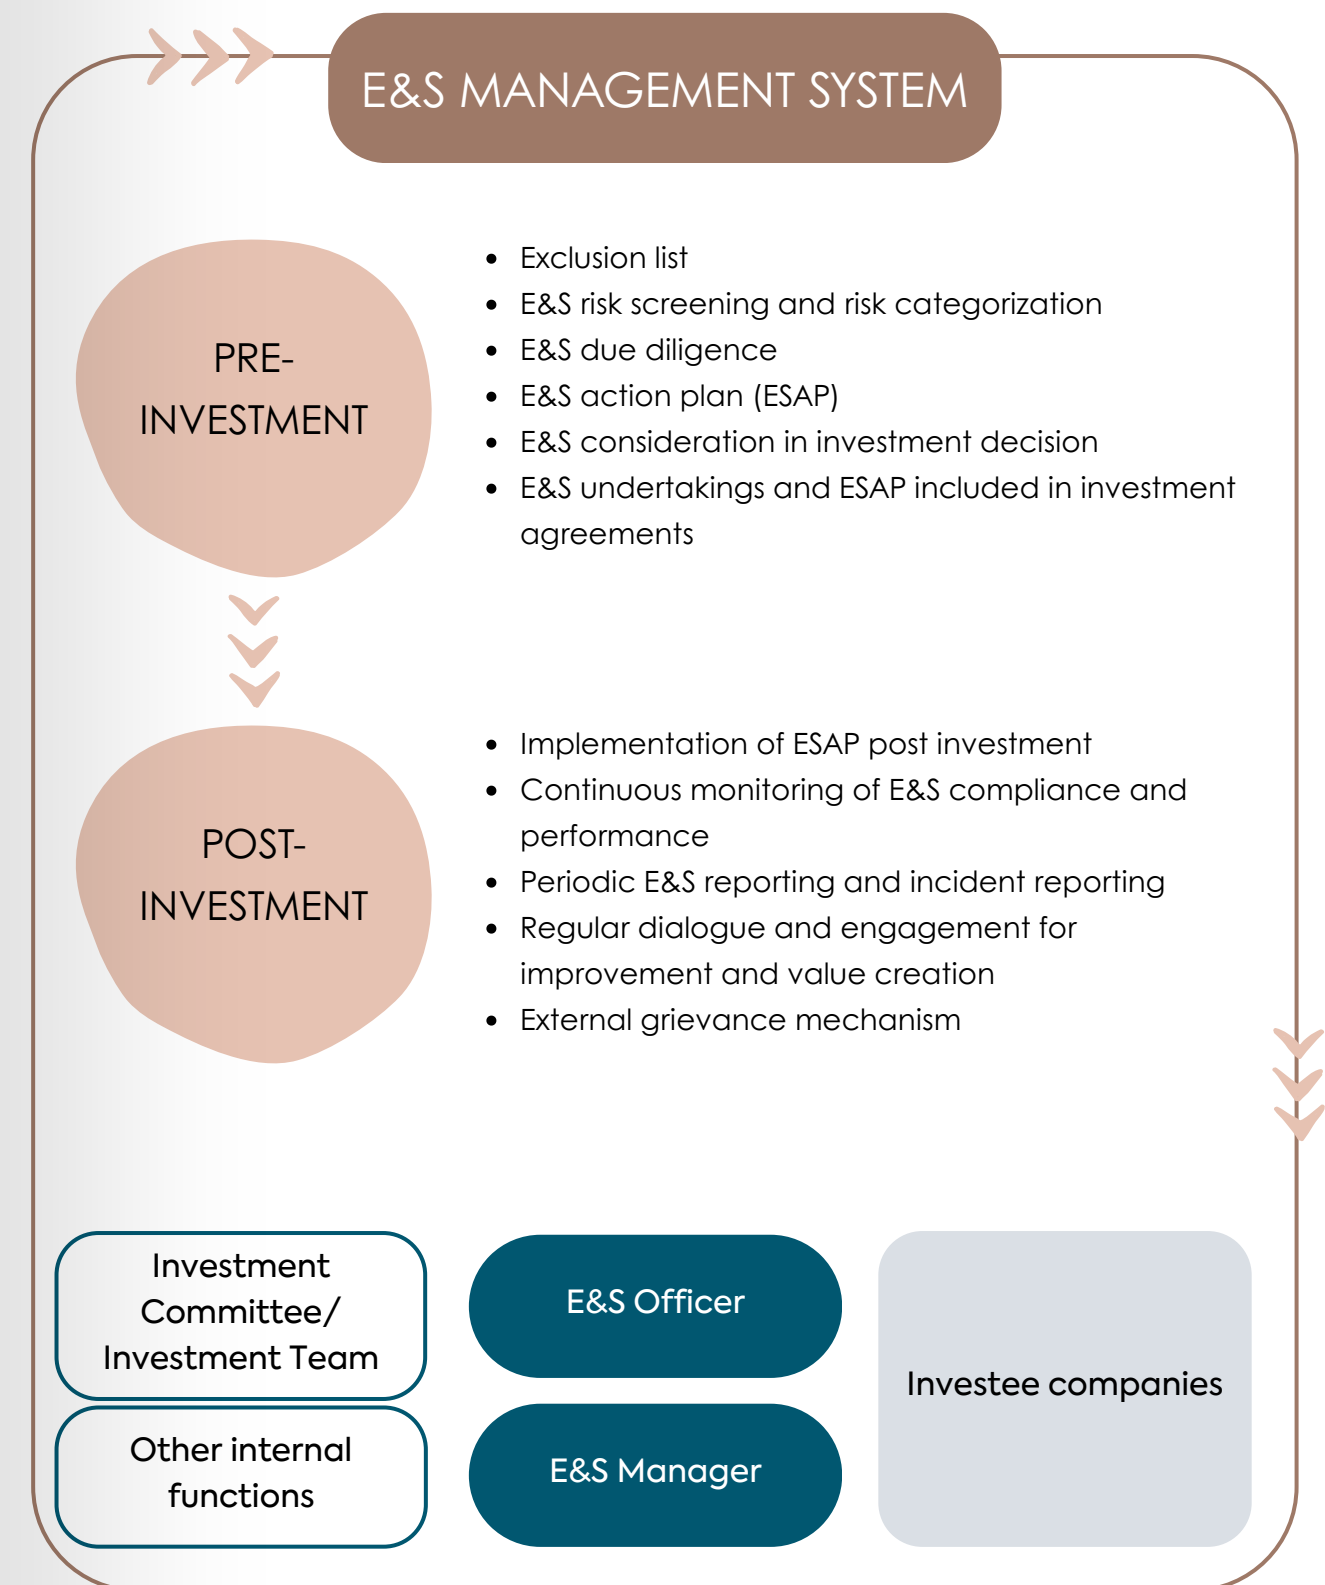 E&S MANAGEMENT SYSTEM
PRE-
INVESTMENT
• Exclusion list
• E&S risk screening and risk categorization
• E&S due diligence
• E&S action plan (ESAP)
• E&S consideration in investment decision
• E&S undertakings and ESAP included in investment
agreements
POST-
INVESTMENT
• Implementation of ESAP post investment
• Continuous monitoring of E&S compliance and
performance
• Periodic E&S reporting and incident reporting
• Regular dialogue and engagement for
improvement and value creation
• External grievance mechanism
Investment
Committee/
Investment Team
Other internal
functions
E&S Officer
E&S Manager
Investee companies